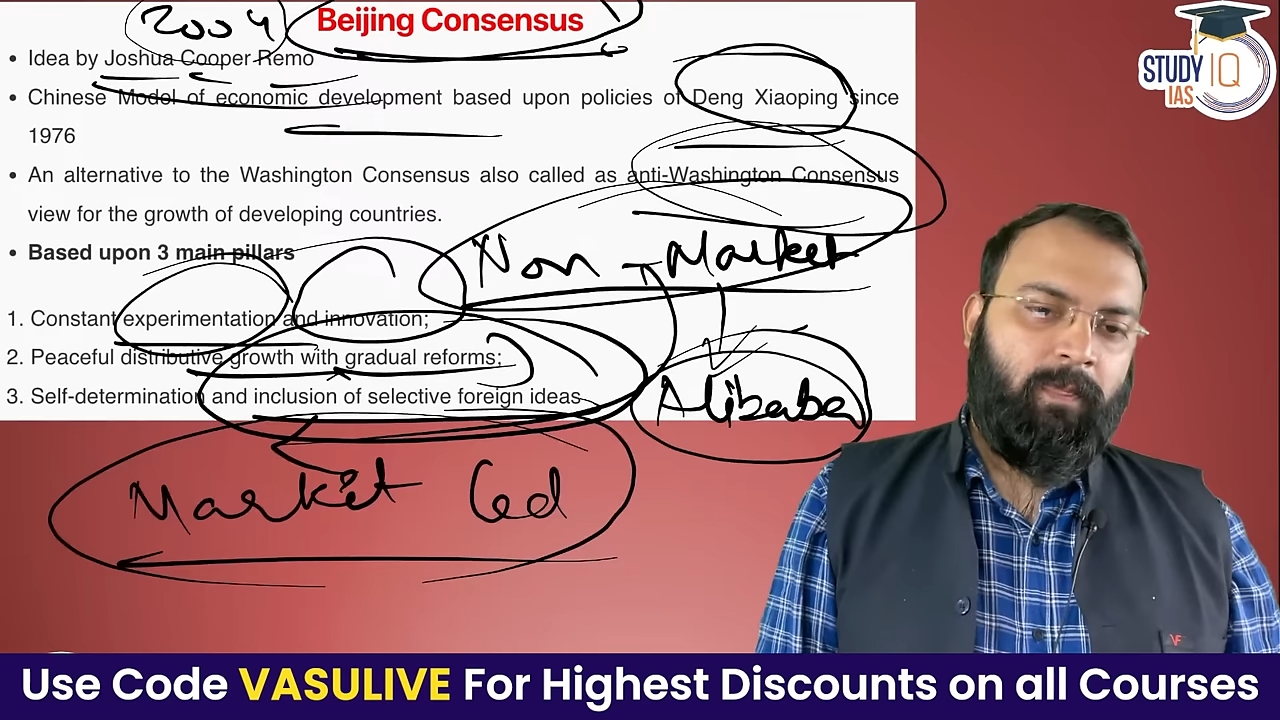 2004 Beijing Consensus
• Idea by Joshua Cooper Remo
• Chinese Model of economic development based upon policies of Deng Xiaoping since
1976
• An alternative to the Washington Consensus also called as anti-Washington Consensus
view for the growth of developing countries.
• Based upon 3 main pillars
Non-Market
1. Constant experimentation and innovation;
2. Peaceful distributive growth with gradual reforms;
3. Self-determination and inclusion of selective foreign ideas
Alibaba
Market led
STUDY IQ
IAS
VF
Use Code VASULIVE For Highest Discounts on all Courses